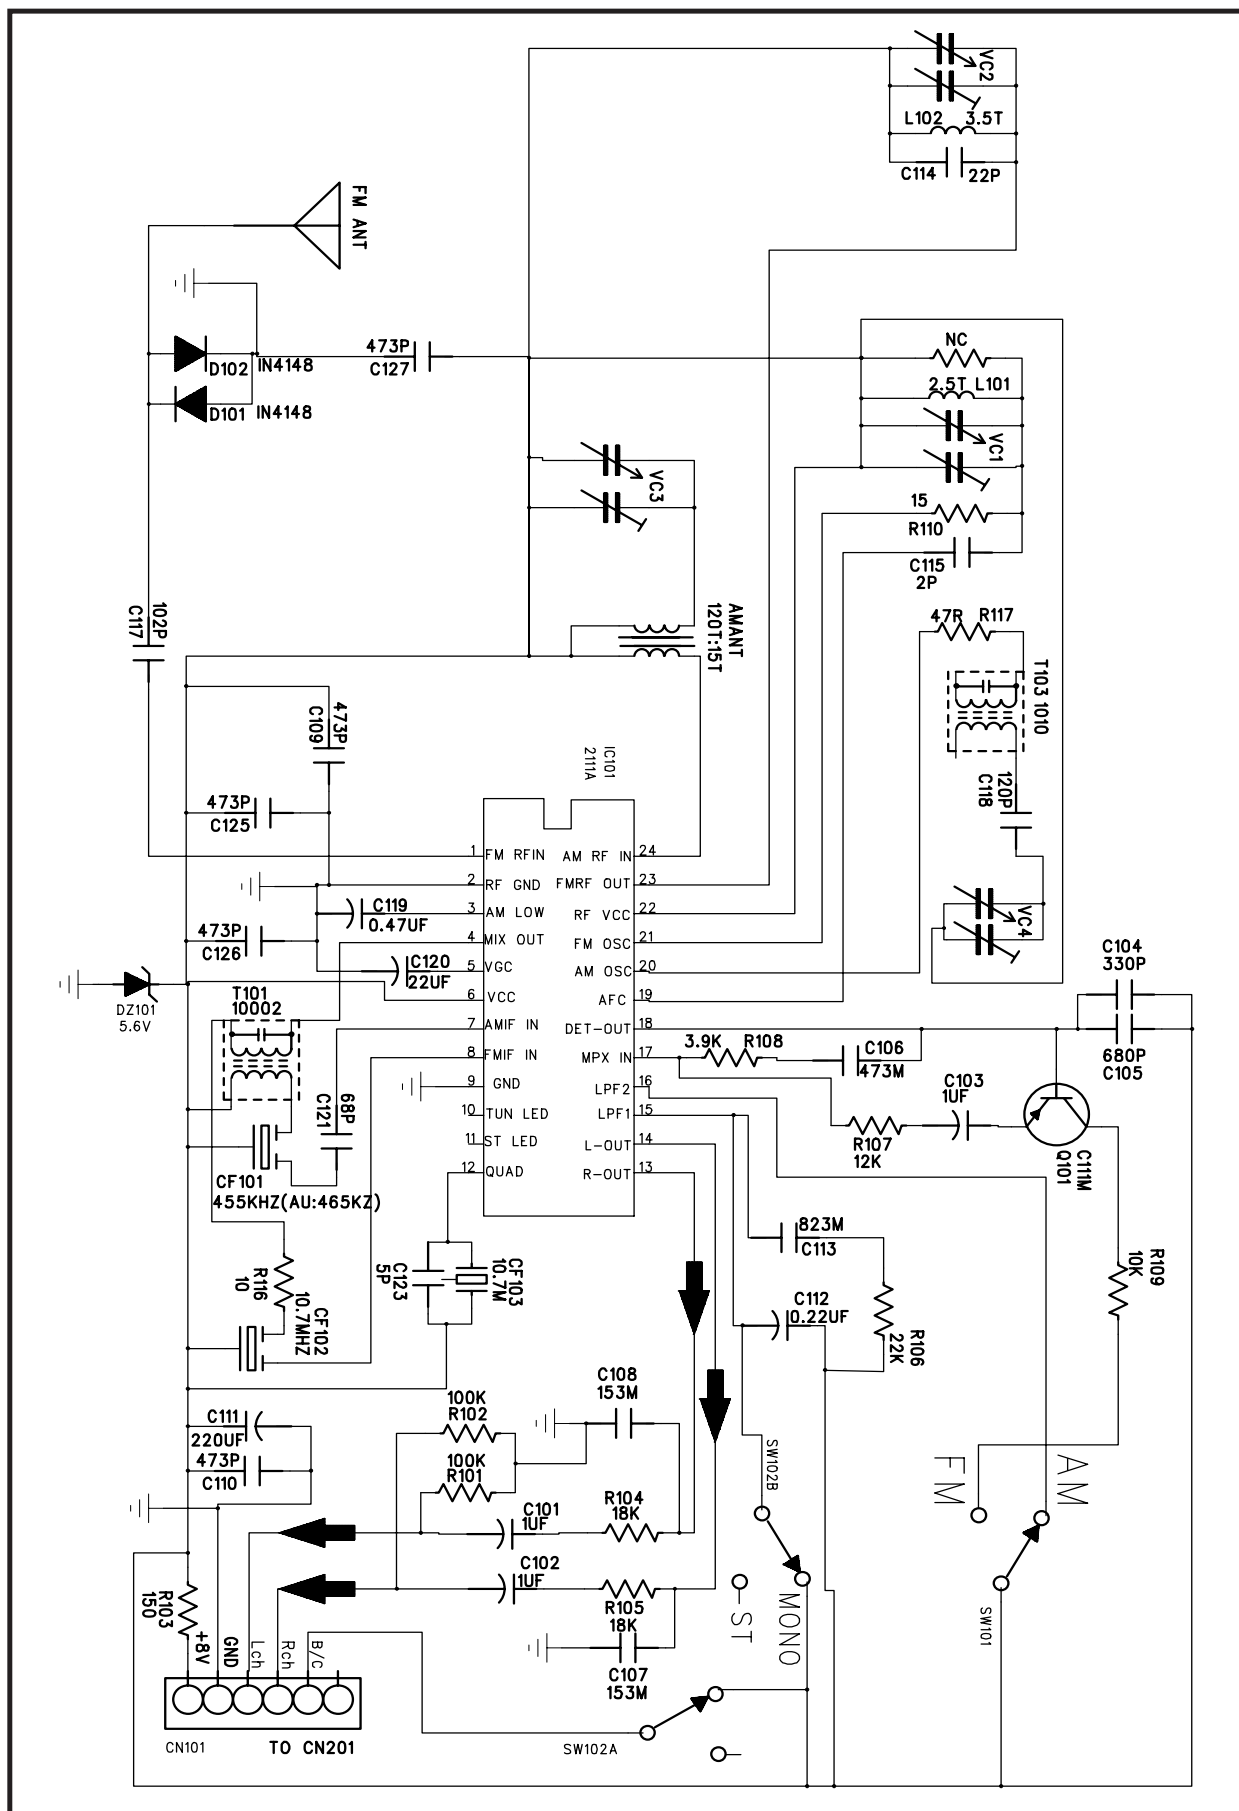 VC2
L102 3.5T
C114 22P
FM ANT
473P
C127
D102 IN4148
D101 IN4148
NC
2.5T L101
VC1
15
R110
C115
2P
VC3
AMANT
120T:15T
102P
C117
47R R117
T103 1010
473P
C109
IC101
2111A
120P
C118
473P
C125
1 FM RFIN AM RF IN 24
2 RF GND FMRF OUT 23
3 AM LOW RF VCC 22
4 MIX OUT FM OSC 21
5 VGC AM OSC 20
6 VCC AFC 19
7 AMIF IN DET-OUT 18
8 FMIF IN MPX IN 17
9 GND LPF2 16
10 TUN LED LPF1 15
11 ST LED L-OUT 14
12 QUAD R-OUT 13
C119
0.47UF
473P
C126
C120
22UF
VC4
C104
330P
DZ101
5.6V
T101
10002
3.9K R108
C106
473M
680P
C105
68P
C121
C103
1UF
R107
12K
C111M
Q101
CF101
455KHZ(AU:465KZ)
823M
C113
R109
10K
R116
10
CF102
10.7MHZ
C123
5P
CF103
10.7M
C112
0.22UF
R106
22K
C108
153M
C111
220UF
473P
C110
100K
R102
100K
R101
SW102B
FM
AM
R104
18K
C101
1UF
C102
1UF
R105
18K
R103
150
+8V
GND
Lch
Rch
B/C
C107
153M
ST
MONO
SW101
CN101 TO CN201
SW102A